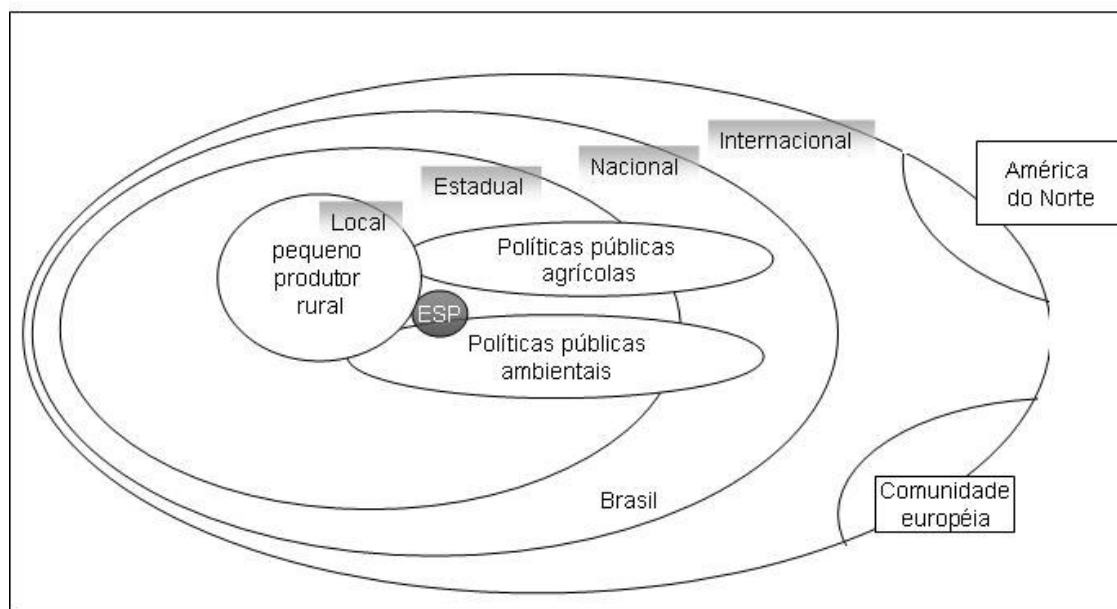 Internacional
América
do Norte
Nacional
Estadual
Local
pequeno
produtor
rural
Políticas públicas
agrícolas
ESP
Políticas públicas
ambientais
Brasil
Comunidade
européia